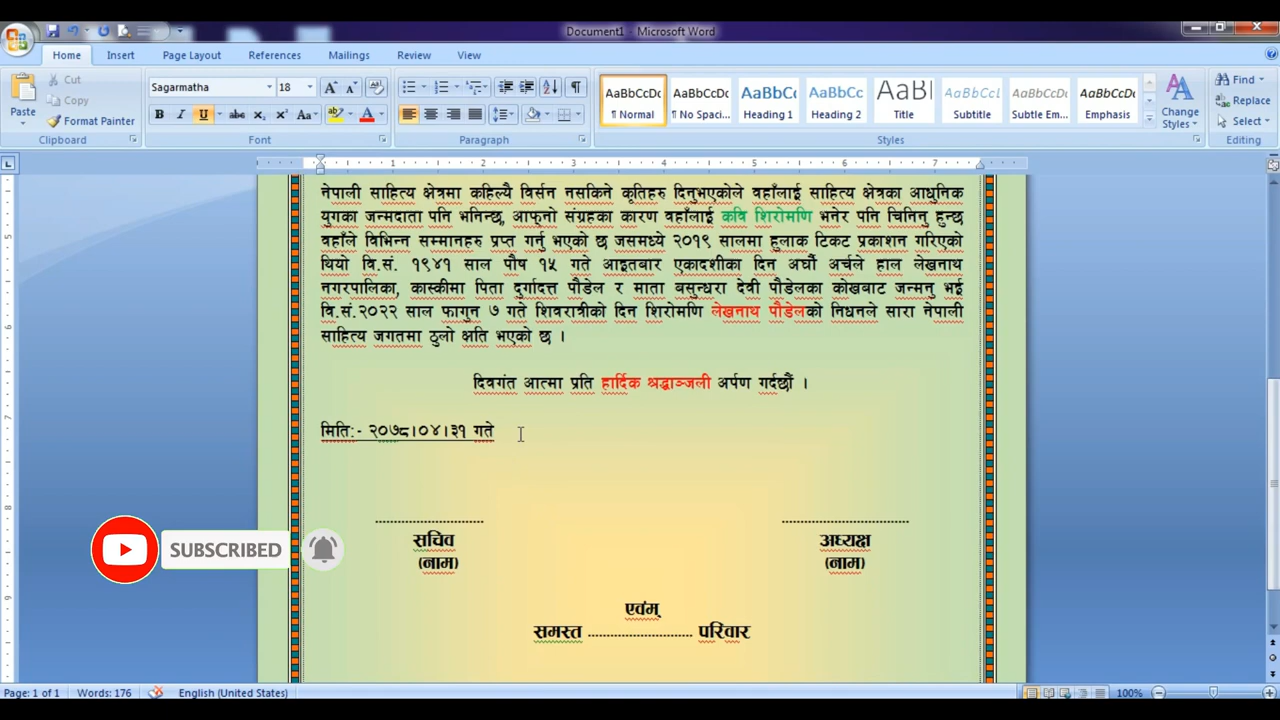 Document1 - Microsoft Word
Home Insert Page Layout References Mailings Review View
Cut
Copy
Paste
Format Painter
Clipboard
Sagarmatha 18
B I U abc
Font
Paragraph
AaBbCcDc AaBbCcDc AaBbCc AaBbCc AaBl AaBbCcL AaBbCcDc AaBbCcDc
¶ Normal ¶ No Spaci... Heading 1 Heading 2 Title Subtitle Subtle Em... Emphasis
Styles
Change Styles
Find
Replace
Select
Editing
नेपाली साहित्य क्षेत्रमा कहिल्यै विर्सन नसकिने कृतिहरु दिनुभएकोले वहाँलाई साहित्य क्षेत्रका आधुनिक
युगका जन्मदाता पनि भनिन्छ, आफ्नो संग्रहका कारण वहाँलाई कवि शिरोमणि भनेर पनि चिनिनु हुन्छ
वहाँले विभिन्न सम्मानहरु प्रप्त गर्नु भएको छ जसमध्ये २०१९ सालमा हुलाक टिकट प्रकाशन गरिएको
थियो वि.सं. १९४१ साल पौष १५ गते आइतबार एकादशीका दिन अर्घौ अर्चले हाल लेखनाथ
नगरपालिका, कास्कीमा पिता दुर्गादत्त पौडेल र माता बसुन्धरा देवी पौडेलका कोखबाट जन्मनु भई
वि.सं.२०२२ साल फागुन ७ गते शिवरात्रीको दिन शिरोमणि लेखनाथ पौडेलको निधनले सारा नेपाली
साहित्य जगतमा ठुलो क्षति भएको छ ।
दिवगंत आत्मा प्रति हार्दिक श्रद्धाञ्जली अर्पण गर्दछौं ।
मितिः- २०७८।०४।३१ गते
सचिव अध्यक्ष
(नाम) (नाम)
एवंम्
समस्त ............................ परिवार
SUBSCRIBED
Page: 1 of 1 Words: 176 English (United States) 100%